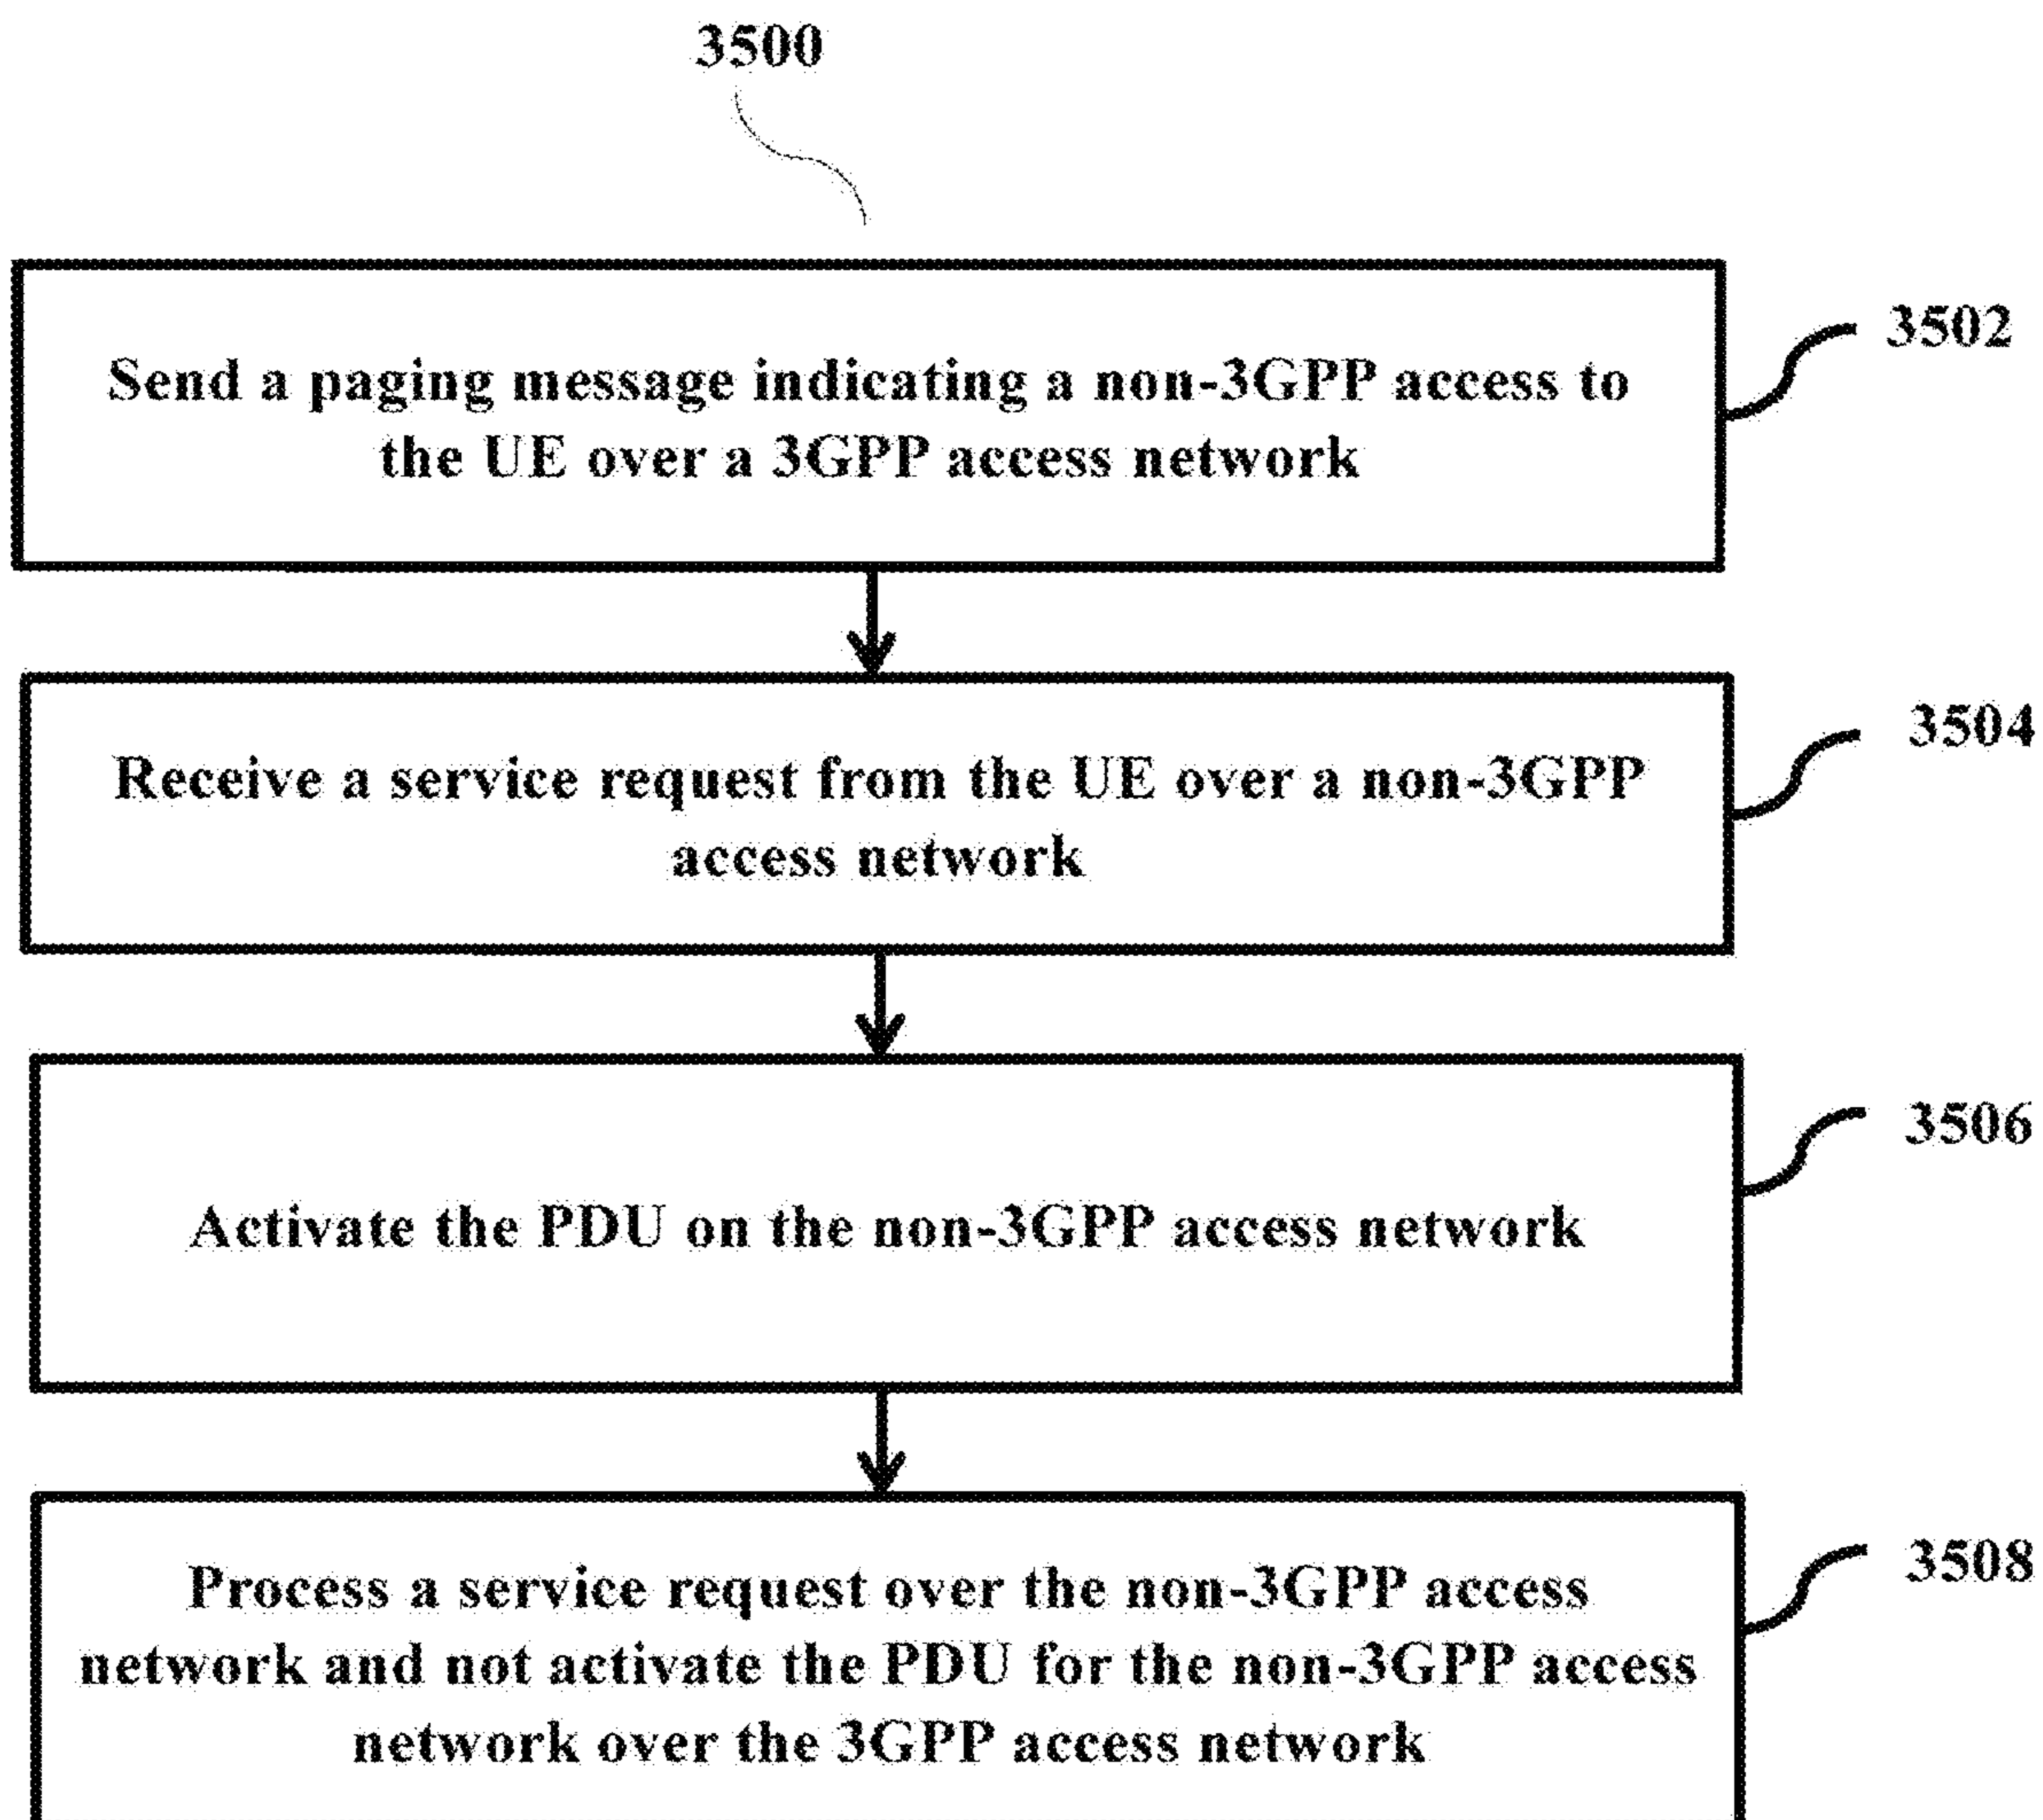 3500
Send a paging message indicating a non-3GPP access to
the UE over a 3GPP access network
3502
Receive a service request from the UE over a non-3GPP
access network
3504
Activate the PDU on the non-3GPP access network
3506
Process a service request over the non-3GPP access
network and not activate the PDU for the non-3GPP access
network over the 3GPP access network
3508